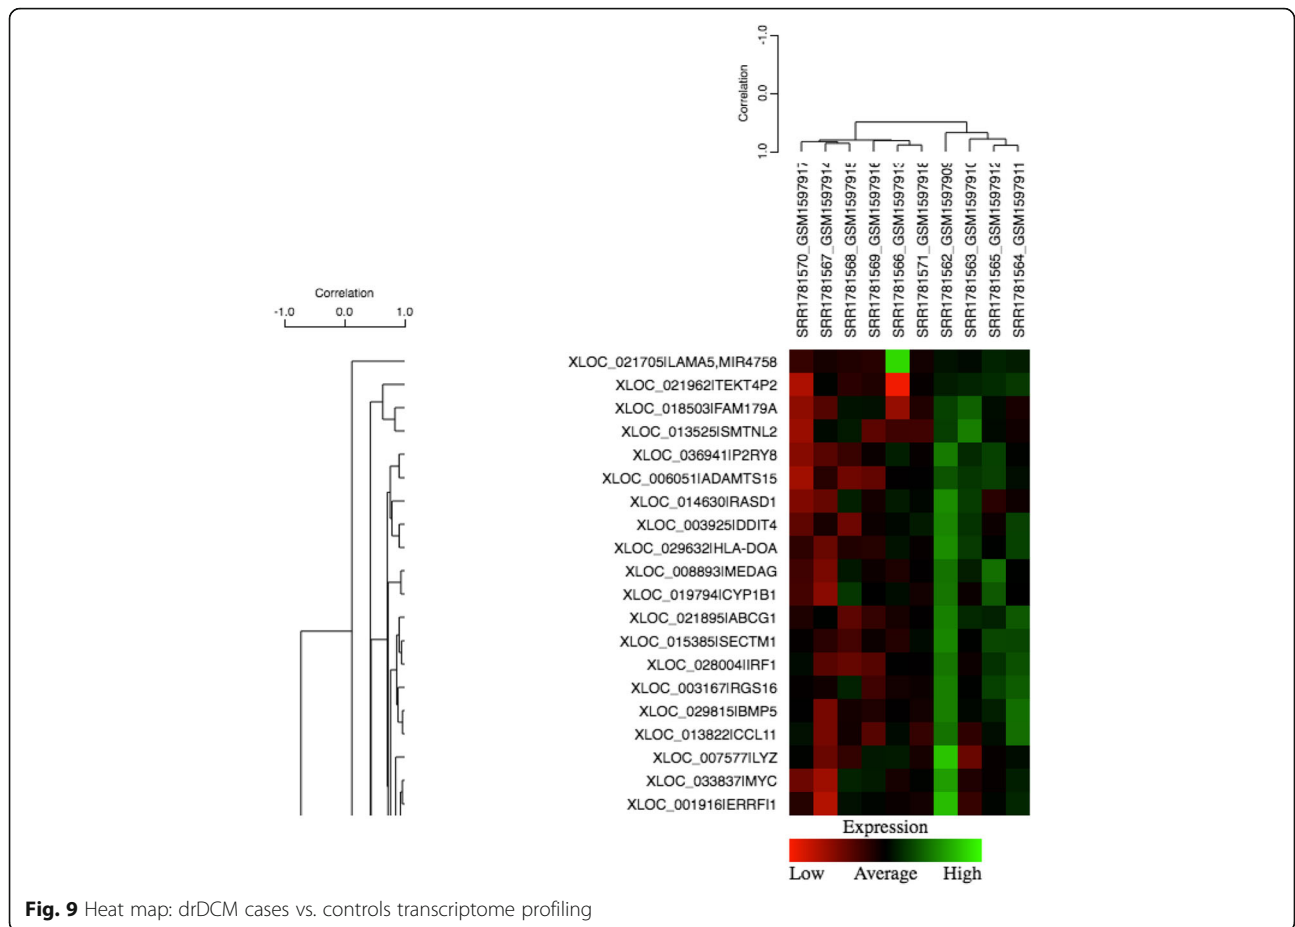 -1.0
0.0
1.0
Correlation
SRR1781570_GSM1597917
SRR1781567_GSM1597914
SRR1781568_GSM1597915
SRR1781569_GSM1597916
SRR1781566_GSM1597913
SRR1781571_GSM1597918
SRR1781562_GSM1597909
SRR1781563_GSM1597910
SRR1781565_GSM1597912
SRR1781564_GSM1597911
Correlation
-1.0 0.0 1.0
XLOC_021705|LAMA5,MIR4758
XLOC_021962|TEKT4P2
XLOC_018503|FAM179A
XLOC_013525|SMTNL2
XLOC_036941|P2RY8
XLOC_006051|ADAMTS15
XLOC_014630|RASD1
XLOC_003925|DDIT4
XLOC_029632|HLA-DOA
XLOC_008893|MEDAG
XLOC_019794|CYP1B1
XLOC_021895|ABCG1
XLOC_015385|SECTM1
XLOC_028004|IRF1
XLOC_003167|RGS16
XLOC_029815|BMP5
XLOC_013822|CCL11
XLOC_007577|LYZ
XLOC_033837|MYC
XLOC_001916|ERRFI1
Expression
Low Average High
Fig. 9 Heat map: drDCM cases vs. controls transcriptome profiling